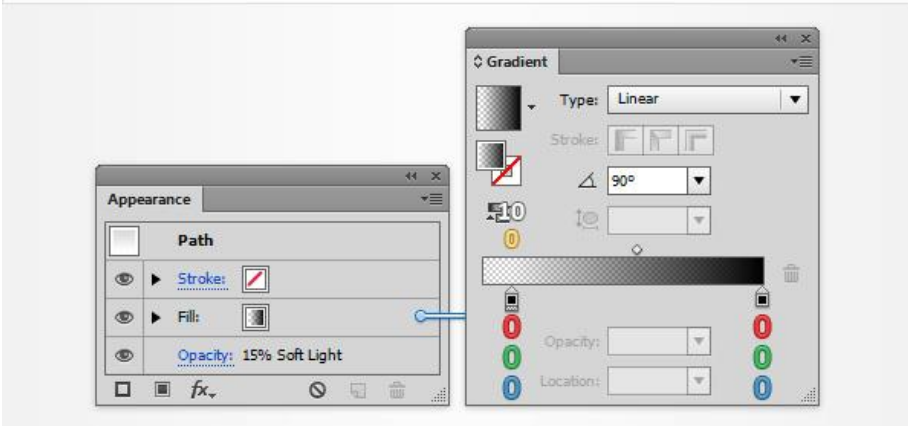 Appearance
Path
Stroke:
Fill:
Opacity: 15% Soft Light
fx.
Gradient
Type: Linear
Stroke:
90°
10
0
0 0
Opacity:
0 0
Location:
0 0